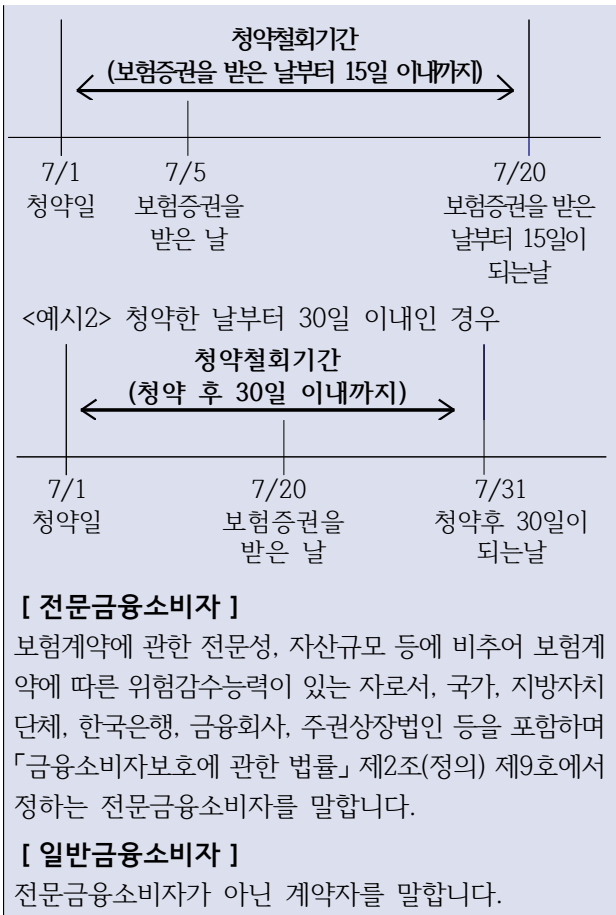 청약철회기간
(보험증권을 받은 날부터 15일 이내까지)
7/1 7/5 7/20
청약일 보험증권을 보험증권을 받은
받은 날 날부터 15일이
되는날
<예시2> 청약한 날부터 30일 이내인 경우
청약철회기간
(청약 후 30일 이내까지)
7/1 7/20 7/31
청약일 보험증권을 청약후 30일이
받은 날 되는날
[ 전문금융소비자 ]
보험계약에 관한 전문성, 자산규모 등에 비추어 보험계
약에 따른 위험감수능력이 있는 자로서, 국가, 지방자치
단체, 한국은행, 금융회사, 주권상장법인 등을 포함하며
「금융소비자보호에 관한 법률」 제2조(정의) 제9호에서
정하는 전문금융소비자를 말합니다.
[ 일반금융소비자 ]
전문금융소비자가 아닌 계약자를 말합니다.